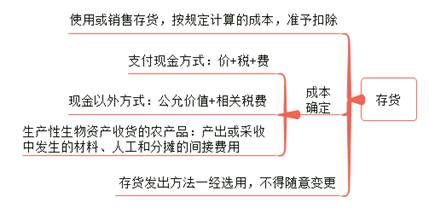 使用或销售存货，按规定计算的成本，准予扣除
支付现金方式：价+税+费
现金以外方式：公允价值+相关税费
成本
确定
存货
生产性生物资产收货的农产品：产出或采收
中发生的材料、人工和分摊的间接费用
存货发出方法一经选用，不得随意变更